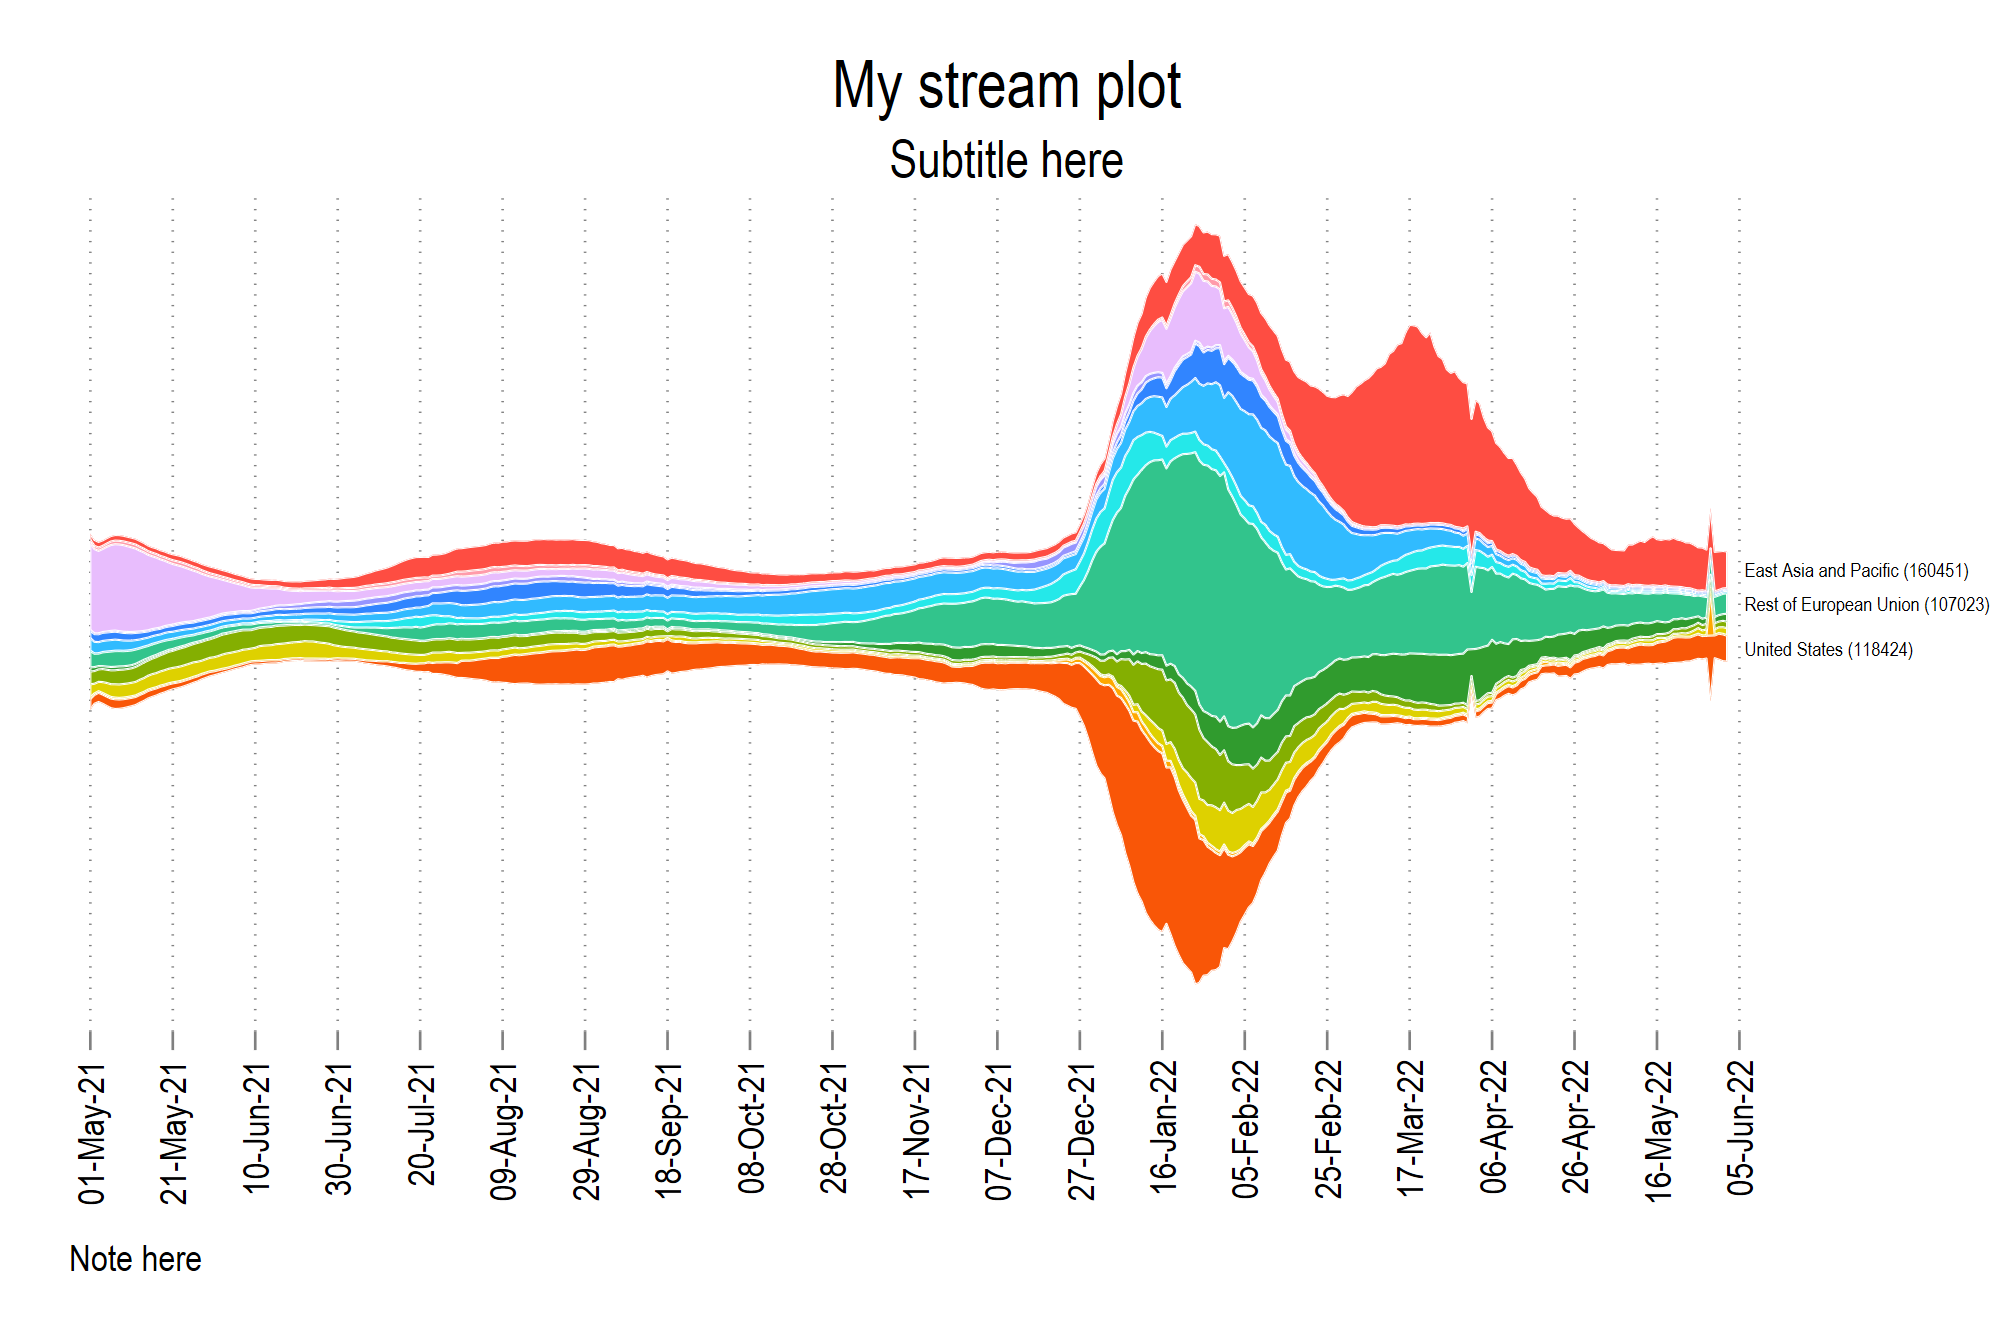 My stream plot
Subtitle here
East Asia and Pacific (160451)
Rest of European Union (107023)
United States (118424)
01-May-21
21-May-21
10-Jun-21
30-Jun-21
20-Jul-21
09-Aug-21
29-Aug-21
18-Sep-21
08-Oct-21
28-Oct-21
17-Nov-21
07-Dec-21
27-Dec-21
16-Jan-22
05-Feb-22
25-Feb-22
17-Mar-22
06-Apr-22
26-Apr-22
16-May-22
05-Jun-22
Note here